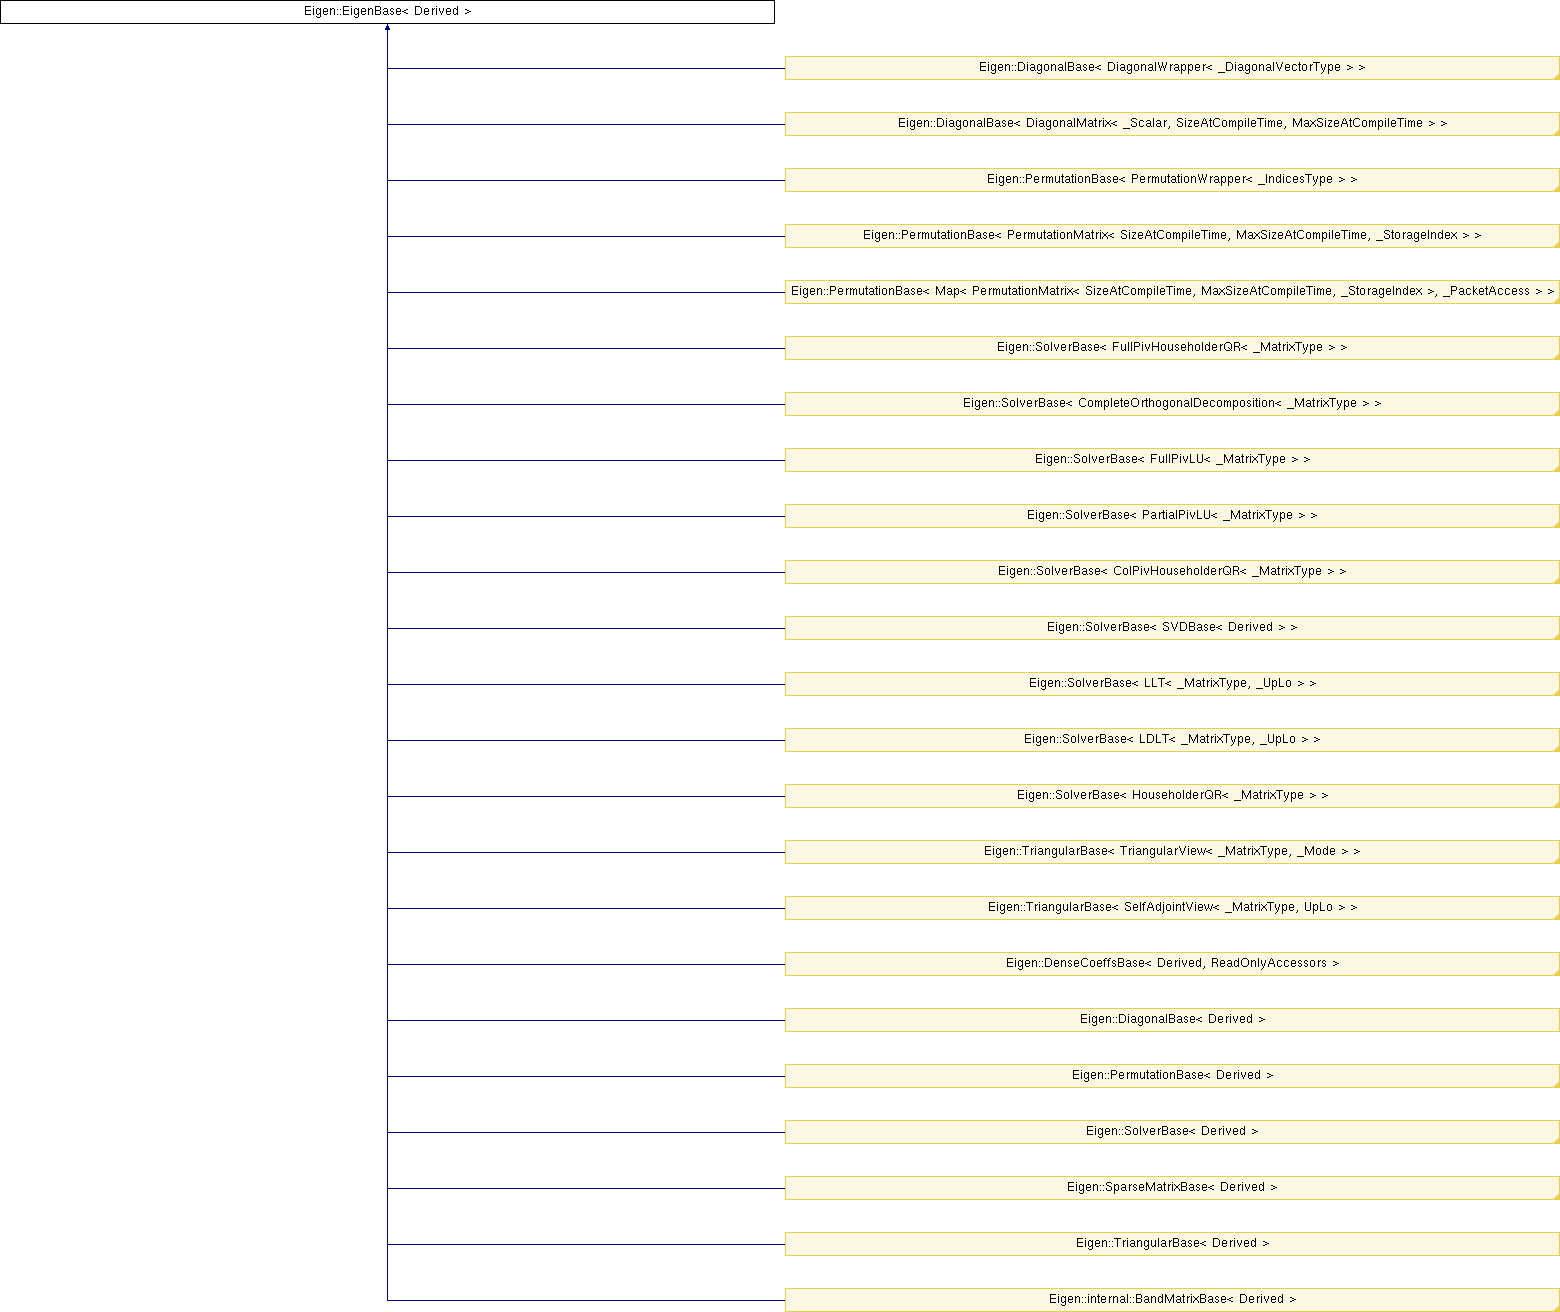 Eigen::EigenBase< Derived >
Eigen::DiagonalBase< DiagonalWrapper< _DiagonalVectorType > >
Eigen::DiagonalBase< DiagonalMatrix< _Scalar, SizeAtCompileTime, MaxSizeAtCompileTime > >
Eigen::PermutationBase< PermutationWrapper< _IndicesType > >
Eigen::PermutationBase< PermutationMatrix< SizeAtCompileTime, MaxSizeAtCompileTime, _StorageIndex > >
Eigen::PermutationBase< Map< PermutationMatrix< SizeAtCompileTime, MaxSizeAtCompileTime, _StorageIndex >, _PacketAccess > >
Eigen::SolverBase< FullPivHouseholderQR< _MatrixType > >
Eigen::SolverBase< CompleteOrthogonalDecomposition< _MatrixType > >
Eigen::SolverBase< FullPivLU< _MatrixType > >
Eigen::SolverBase< PartialPivLU< _MatrixType > >
Eigen::SolverBase< ColPivHouseholderQR< _MatrixType > >
Eigen::SolverBase< SVDBase< Derived > >
Eigen::SolverBase< LLT< _MatrixType, _UpLo > >
Eigen::SolverBase< LDLT< _MatrixType, _UpLo > >
Eigen::SolverBase< HouseholderQR< _MatrixType > >
Eigen::TriangularBase< TriangularView< _MatrixType, _Mode > >
Eigen::TriangularBase< SelfAdjointView< _MatrixType, UpLo > >
Eigen::DenseCoeffsBase< Derived, ReadOnlyAccessors >
Eigen::DiagonalBase< Derived >
Eigen::PermutationBase< Derived >
Eigen::SolverBase< Derived >
Eigen::SparseMatrixBase< Derived >
Eigen::TriangularBase< Derived >
Eigen::internal::BandMatrixBase< Derived >